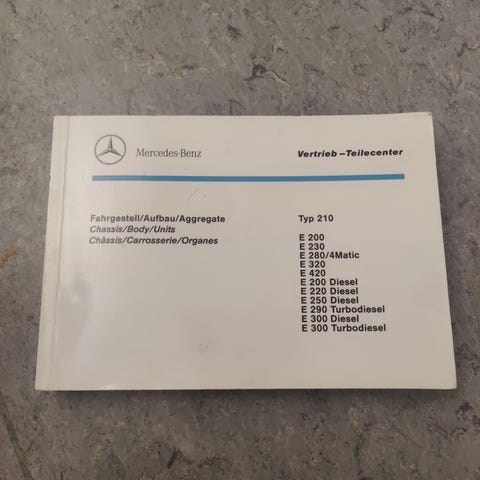 Mercedes-Benz
Vertrieb-Teilecenter
Fahrgestell/Aufbau/Aggregate
Chassis/Body/Units
Châssis/Carrosserie/Organes
Typ 210
E 200
E 230
E 280/4Matic
E 320
E 420
E 200 Diesel
E 220 Diesel
E 250 Diesel
E 290 Turbodiesel
E 300 Diesel
E 300 Turbodiesel